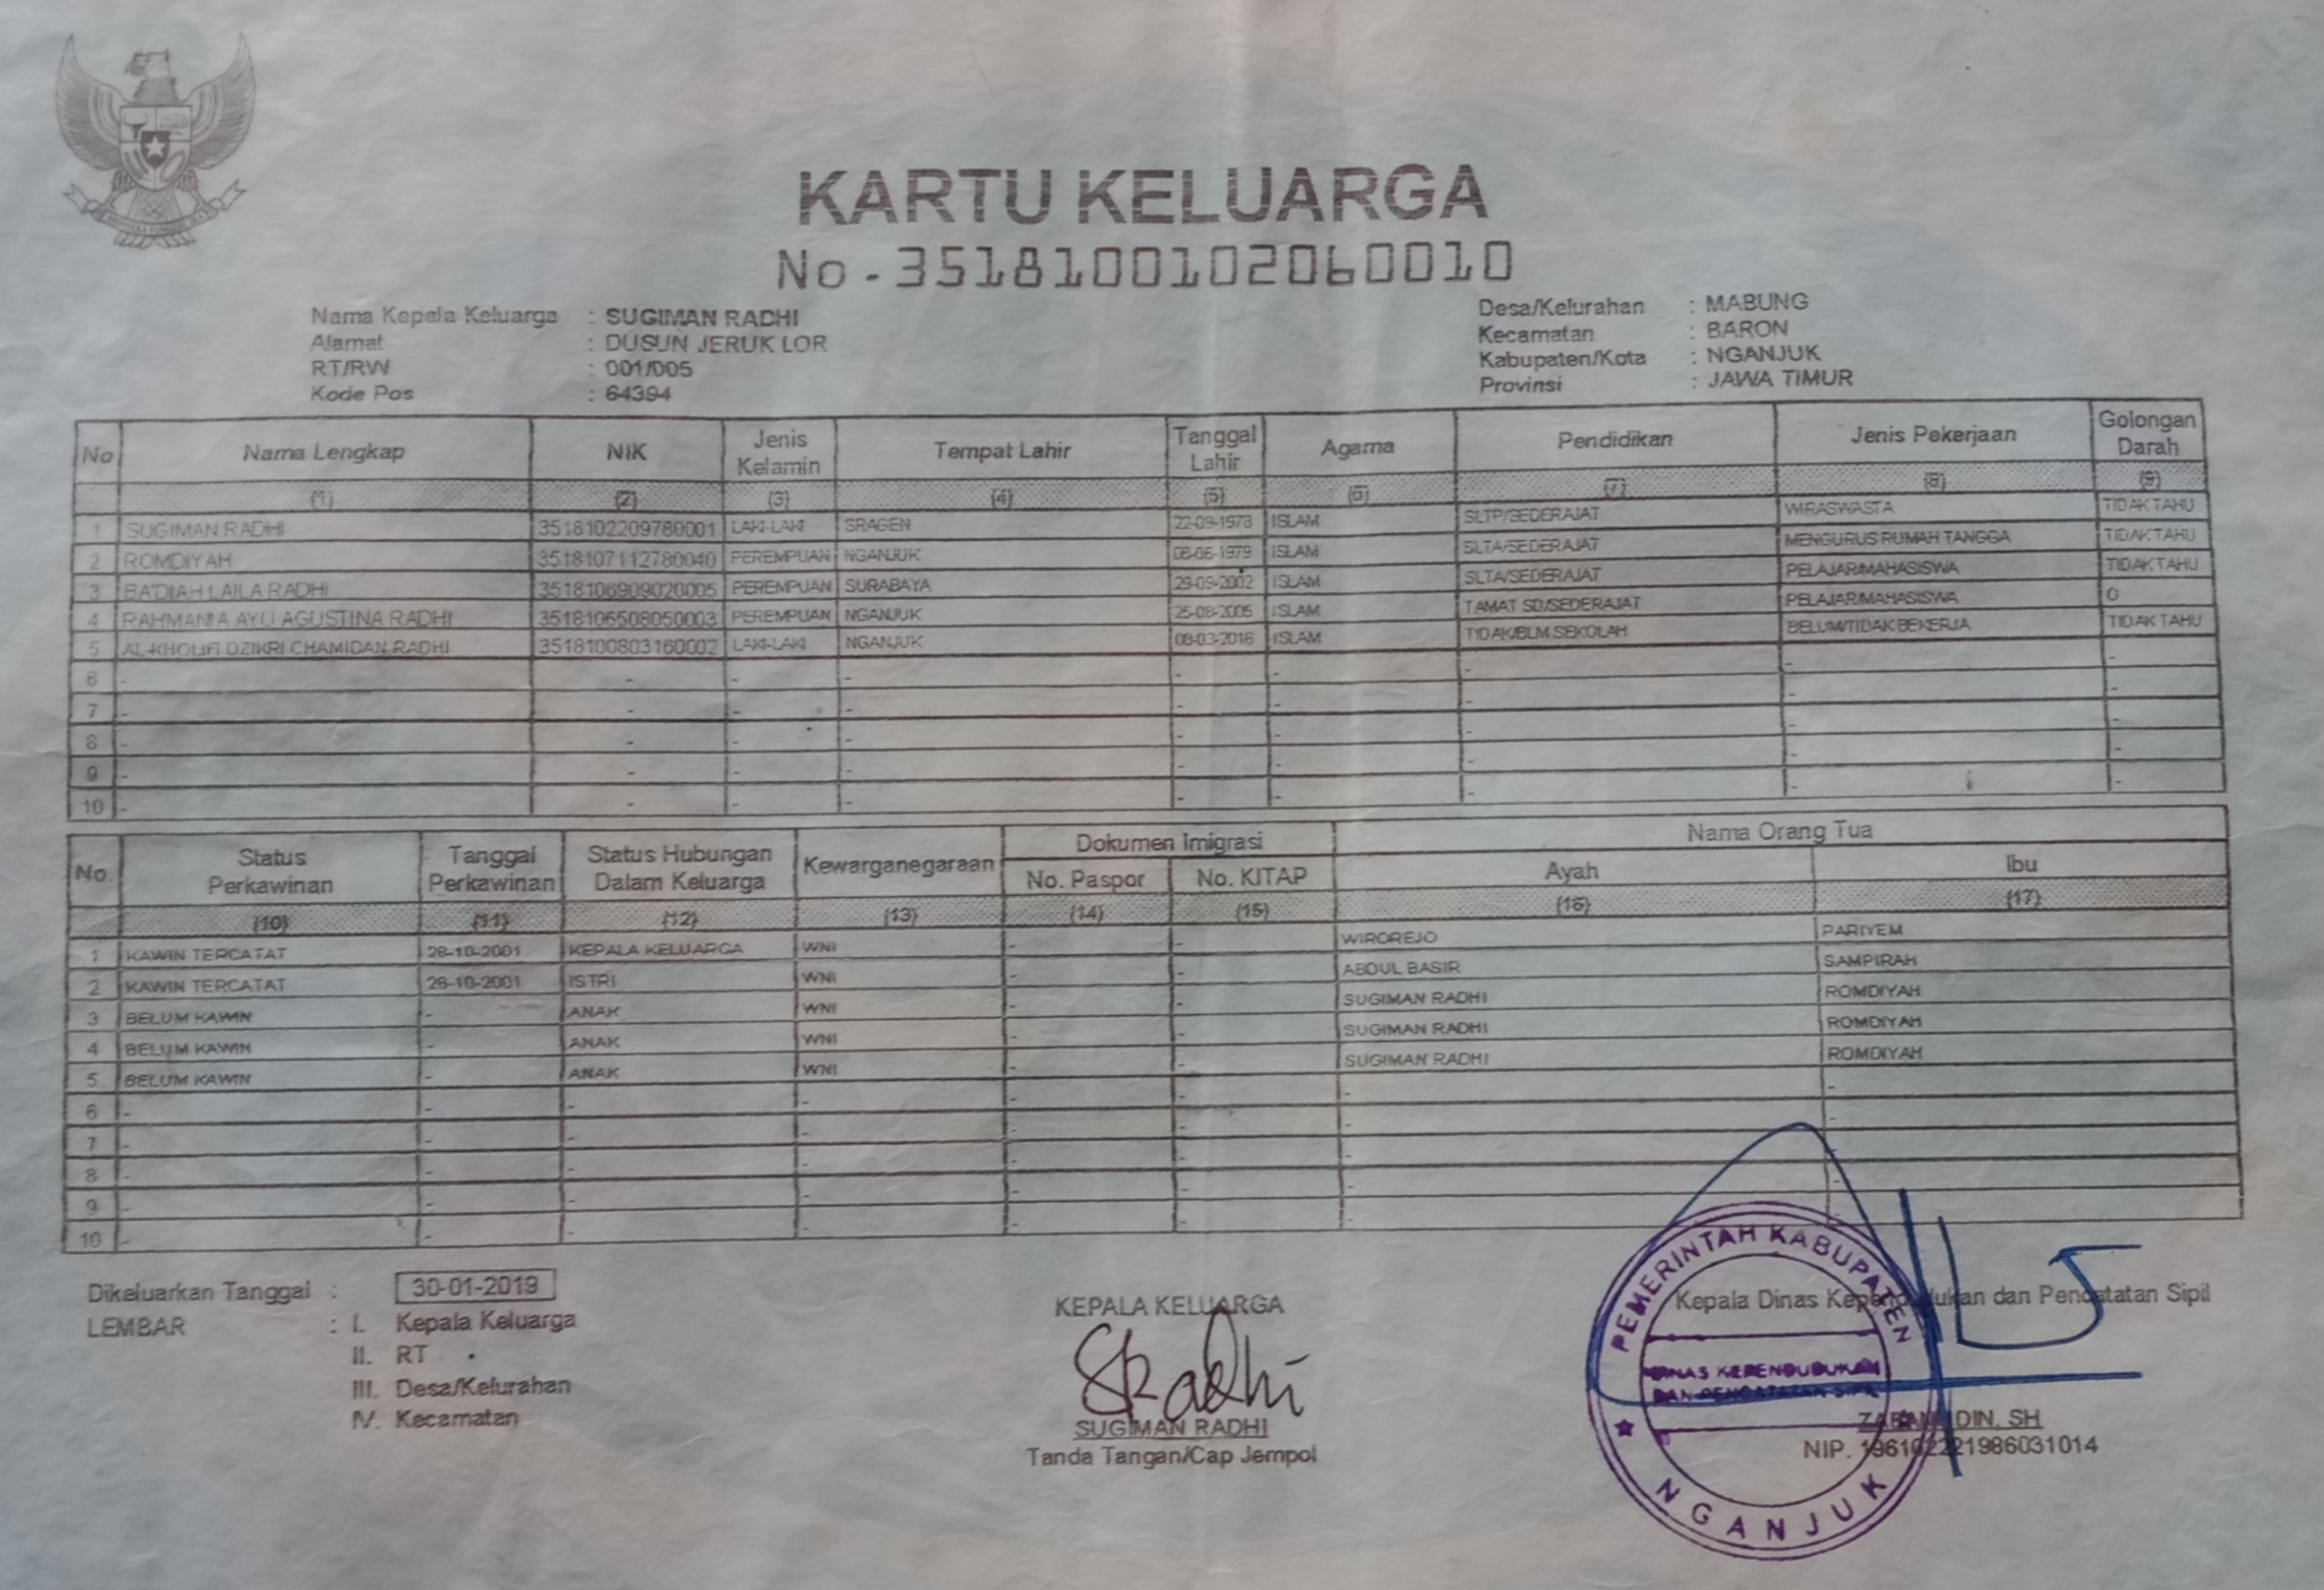 KARTU KELUARGA
No - 3518100102060010
Nama Kepala Keluarga : SUGIMAN RADHI
Alamat : DUSUN JERUK LOR
RT/RW : 001/005
Kode Pos : 64394
Desa/Kelurahan : MABUNG
Kecamatan : BARON
Kabupaten/Kota : NGANJUK
Provinsi : JAWA TIMUR
No Nama Lengkap NIK Jenis Kelamin Tempat Lahir Tanggal Lahir Agama Pendidikan Jenis Pekerjaan Golongan Darah
(1) (2) (3) (4) (5) (6) (7) (8) (9)
1 SUGIMAN RADHI 3518102209780001 LAKI-LAKI SRAGEN 22-09-1978 ISLAM SLTP/SEDERAJAT WIRASWASTA TIDAK TAHU
2 ROMDIYAH 3518107112780040 PEREMPUAN NGANJUK ISLAM SLTA/SEDERAJAT MENGURUS RUMAH TANGGA TIDAK TAHU
3 BA'DIAH LAILA RADHI 3518106909020005 PEREMPUAN SURABAYA 29-09-2002 ISLAM SLTA/SEDERAJAT PELAJAR/MAHASISWA TIDAK TAHU
4 RAHMANIA AYU AGUSTINA RADHI 3518106508050003 PEREMPUAN NGANJUK 25-08-2005 ISLAM TAMAT SD/SEDERAJAT PELAJAR/MAHASISWA O
5 AL-KHOLIFI DZIKRI CHAMIDAN RADHI 3518100803160002 LAKI-LAKI NGANJUK 08-03-2016 ISLAM TIDAK/BLM SEKOLAH BELUM/TIDAK BEKERJA TIDAK TAHU
6 - - - - - - - - -
7 - - - - - - - - -
8 - - - - - - - - -
9 - - - - - - - - -
10 - - - - - - - - -
No. Status Perkawinan Tanggal Perkawinan Status Hubungan Dalam Keluarga Kewarganegaraan Dokumen Imigrasi No. Paspor No. KITAP Nama Orang Tua Ayah Ibu
(10) (11) (12) (13) (14) (15) (16) (17)
1 KAWIN TERCATAT 28-10-2001 KEPALA KELUARGA WNI - - WIROREJO PARIYEM
2 KAWIN TERCATAT 28-10-2001 ISTRI WNI - - ABDUL BASIR SAMPIRAH
3 BELUM KAWIN - ANAK WNI - - SUGIMAN RADHI ROMDIYAH
4 BELUM KAWIN - ANAK WNI - - SUGIMAN RADHI ROMDIYAH
5 BELUM KAWIN - ANAK WNI - - SUGIMAN RADHI ROMDIYAH
6 - - - - - - - -
7 - - - - - - - -
8 - - - - - - - -
9 - - - - - - - -
10 - - - - - - - -
Dikeluarkan Tanggal : 30-01-2019
LEMBAR : I. Kepala Keluarga
II. RT
III. Desa/Kelurahan
IV. Kecamatan
KEPALA KELUARGA
SRadhi
SUGIMAN RADHI
Tanda Tangan/Cap Jempol
Kepala Dinas Kependudukan dan Pencatatan Sipil
PEMERINTAH KABUPATEN
DINAS KEPENDUDUKAN
DAN PENCATATAN SIPIL
NGANJUK
DIN, SH
NIP. 196102221986031014